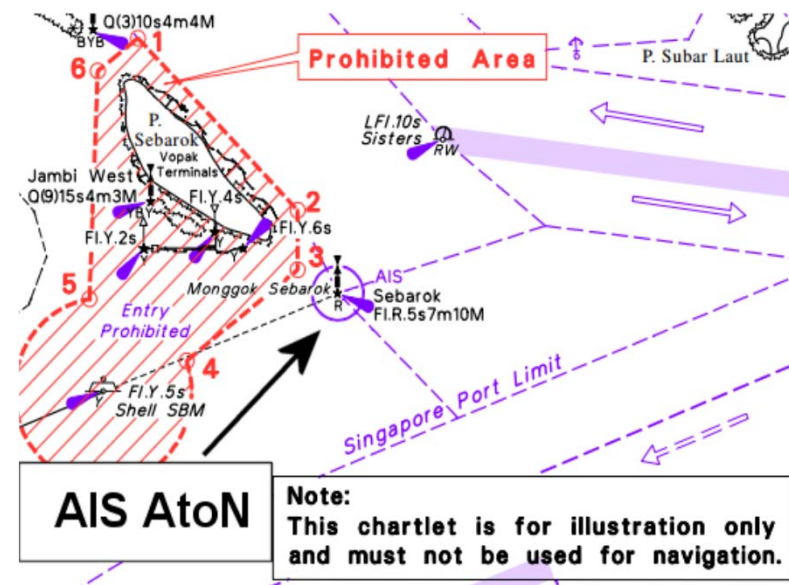 Q(3)10s4m4M
BYB
1
6
Prohibited Area
P. Subar Laut
P.
Sebarok
Vopak
Terminals
LFl.10s
Sisters
RW
Jambi West
Q(9)15s4m3M
YBY
Fl.Y.4s
Y
2
Fl.Y.6s
Y
Fl.Y.2s
Y
3
5
Monggok Sebarok
AIS
Sebarok
Fl.R.5s7m10M
R
Entry
Prohibited
4
Fl.Y.5s
Shell SBM
Y
Singapore Port Limit
AIS AtoN
Note:
This chartlet is for illustration only
and must not be used for navigation.